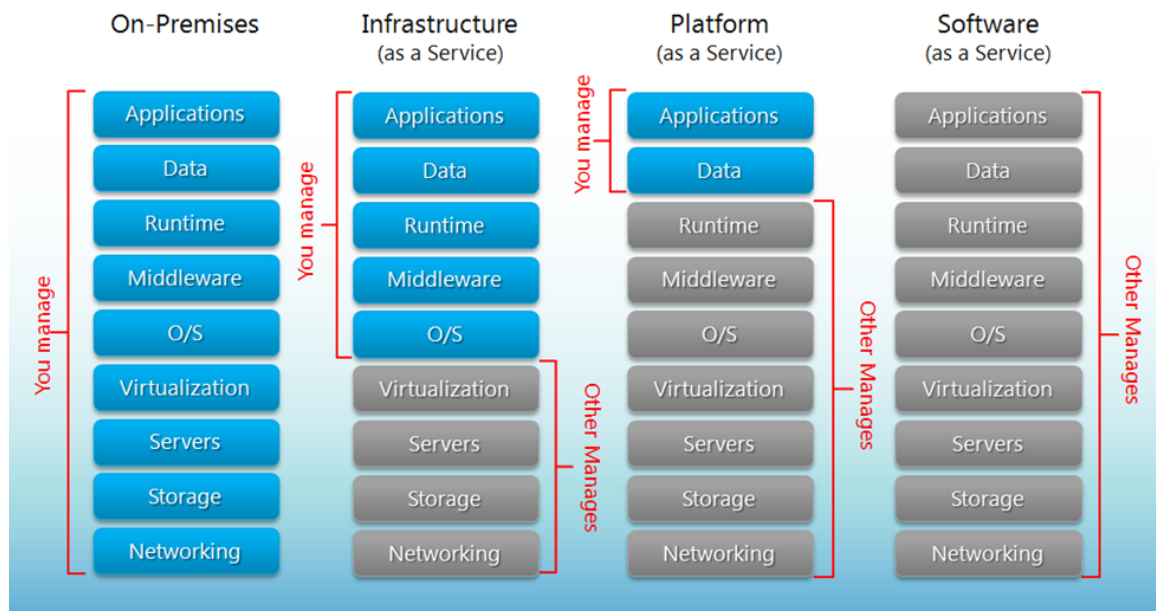 On-Premises
You manage
Applications
Data
Runtime
Middleware
O/S
Virtualization
Servers
Storage
Networking
Infrastructure
(as a Service)
You manage
Applications
Data
Runtime
Middleware
O/S
Virtualization
Servers
Storage
Networking
Other Manages
Platform
(as a Service)
You manage
Applications
Data
Runtime
Middleware
O/S
Virtualization
Servers
Storage
Networking
Other Manages
Software
(as a Service)
Applications
Data
Runtime
Middleware
O/S
Virtualization
Servers
Storage
Networking
Other Manages